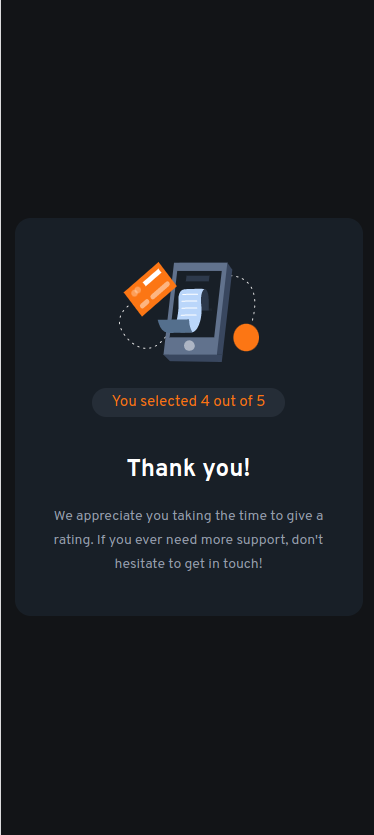 You selected 4 out of 5
Thank you!
We appreciate you taking the time to give a
rating. If you ever need more support, don't
hesitate to get in touch!